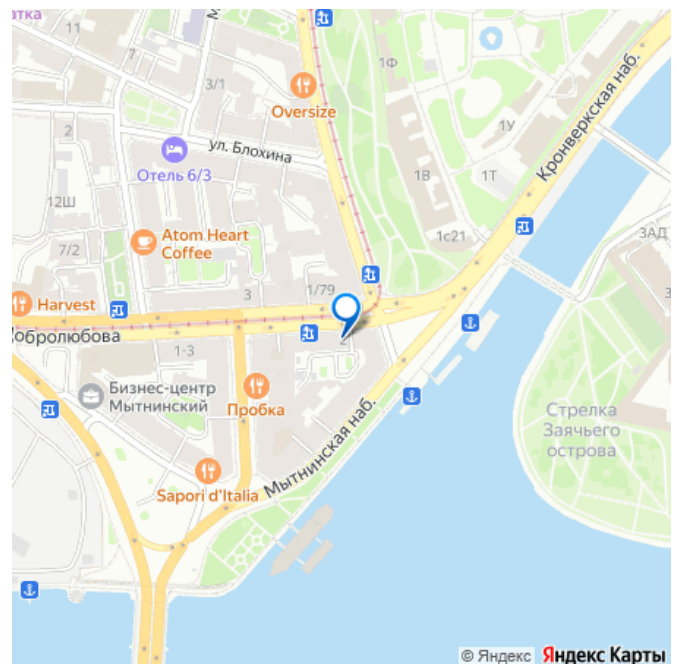 атка
11
1Ф
7
3/1
Oversize
2
1У
Кронверкская наб.
ул. Блохина
Отель 6/3
1В
1Т
12Ш
Atom Heart
Coffee
3АД
7/2
1с21
3
1/79
Harvest
добролюбова
2
1-3
Бизнес-центр
Мытнинский
Пробка
Мытнинская наб.
Стрелка
Заячьего
острова
Sapori d'Italia
© Яндекс Яндекс Карты